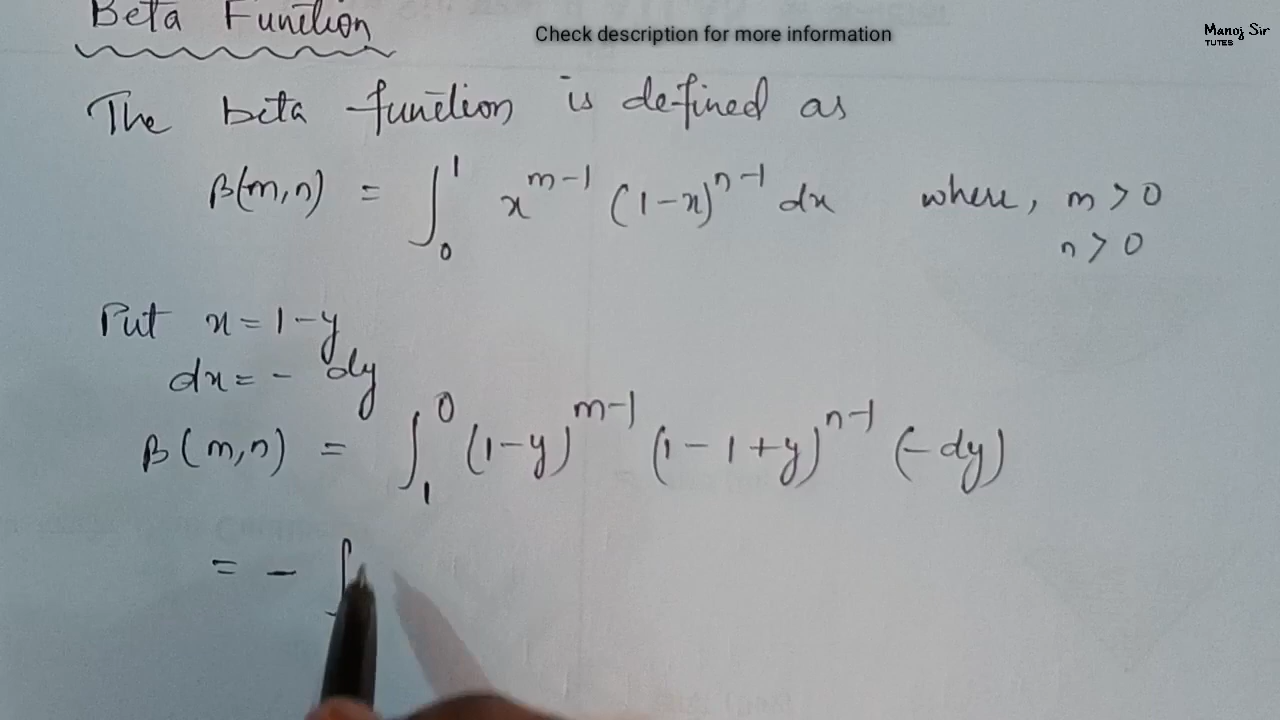 Beta Function
Check description for more information
Manoj Sir
TUTES
The beta function is defined as
β(m,n) = ∫₀¹ x^{m-1} (1-x)^{n-1} dx where, m > 0
n > 0
Put x = 1-y
dx = - dy
β(m,n) = ∫₁⁰ (1-y)^{m-1} (1-1+y)^{n-1} (-dy)
= - ∫